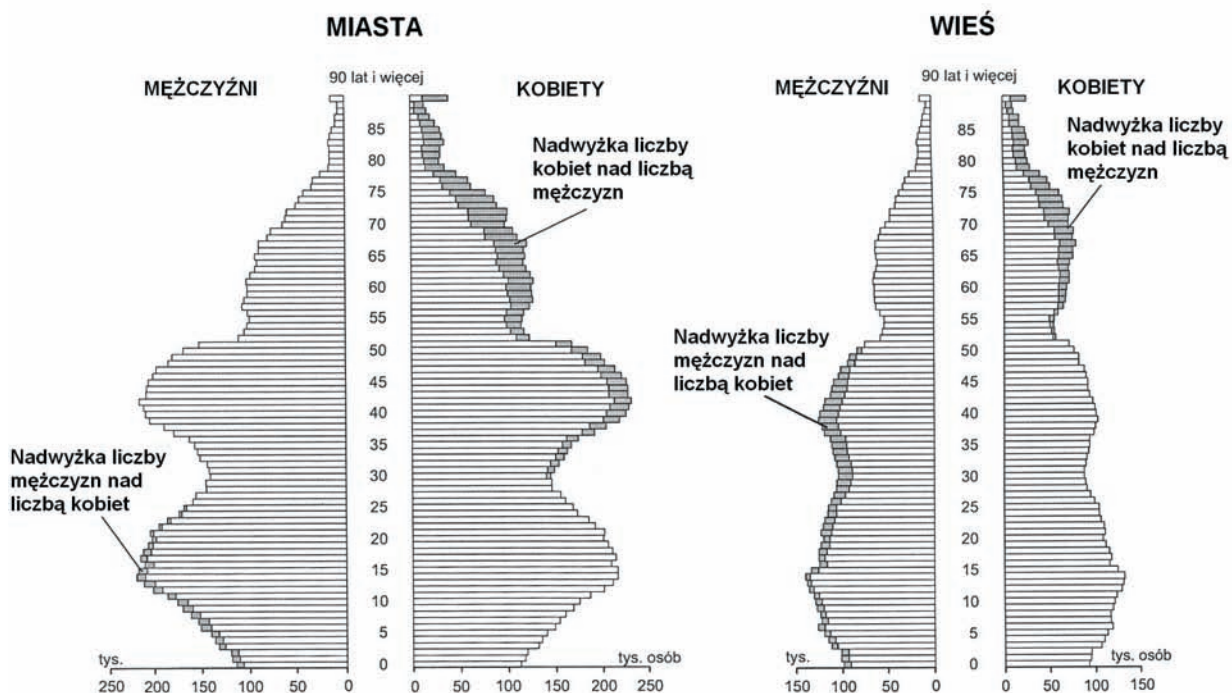 MIASTA
90 lat i więcej
MĘŻCZYŹNI
KOBIETY
85
80
75
70
65
60
55
50
45
40
35
30
25
20
15
10
5
0
Nadwyżka liczby
kobiet nad liczbą
mężczyzn
Nadwyżka liczby
mężczyzn nad
liczbą kobiet
tys.
tys. osób
250 200 150 100 50 0
0 50 100 150 200 250
WIEŚ
90 lat i więcej
MĘŻCZYŹNI
KOBIETY
85
80
75
70
65
60
55
50
45
40
35
30
25
20
15
10
5
0
Nadwyżka liczby
kobiet nad liczbą
mężczyzn
Nadwyżka liczby
mężczyzn nad
liczbą kobiet
tys.
tys. osób
150 100 50 0
0 50 100 150